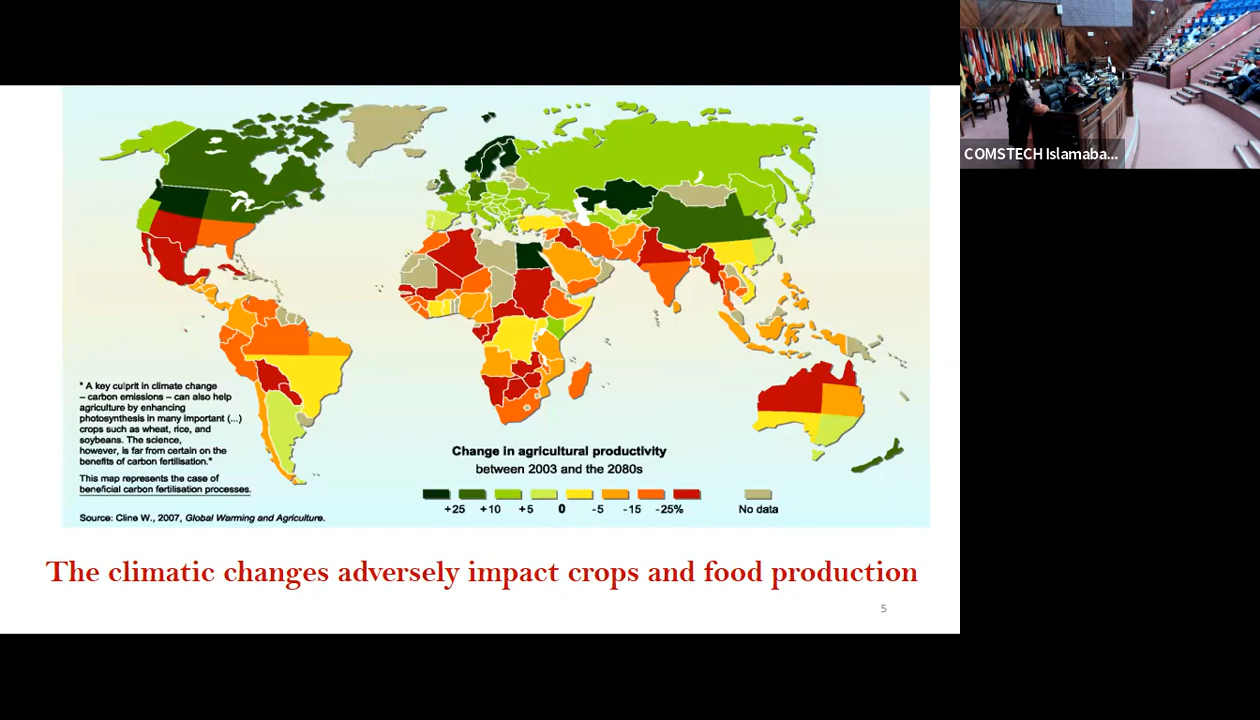 COMSTECH Islamaba...
" A key culprit in climate change
– carbon emissions – can also help
agriculture by enhancing
photosynthesis in many important (...)
crops such as wheat, rice, and
soybeans. The science,
however, is far from certain on the
benefits of carbon fertilisation."
This map represents the case of
beneficial carbon fertilisation processes.
Source: Cline W., 2007, Global Warming and Agriculture.
Change in agricultural productivity
between 2003 and the 2080s
+25 +10 +5 0 -5 -15 -25% No data
The climatic changes adversely impact crops and food production
5